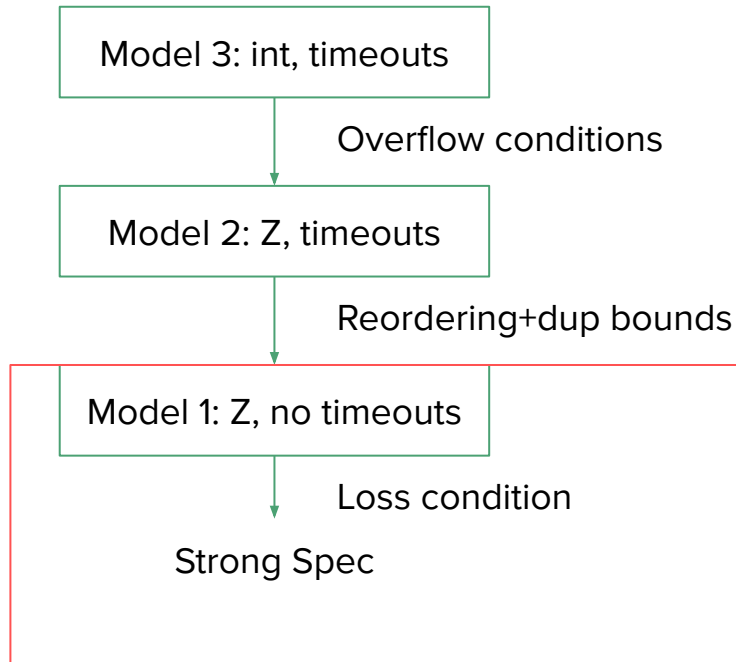 Model 3: int, timeouts
Overflow conditions
Model 2: Z, timeouts
Reordering+dup bounds
Model 1: Z, no timeouts
Loss condition
Strong Spec